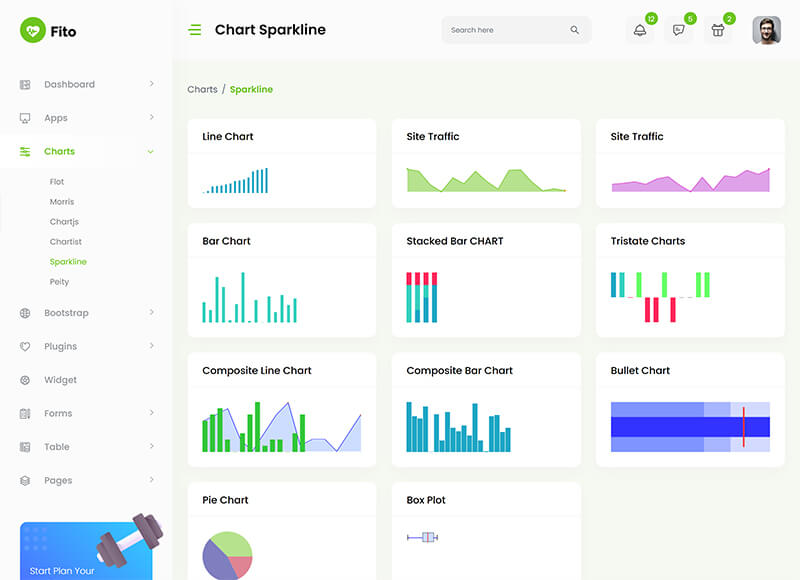 Fito
Chart Sparkline
Search here
12
5
2
Dashboard
Apps
Charts
Flot
Morris
Chartjs
Chartist
Sparkline
Peity
Bootstrap
Plugins
Widget
Forms
Table
Pages
Start Plan Your
Charts / Sparkline
Line Chart
Site Traffic
Site Traffic
Bar Chart
Stacked Bar CHART
Tristate Charts
Composite Line Chart
Composite Bar Chart
Bullet Chart
Pie Chart
Box Plot